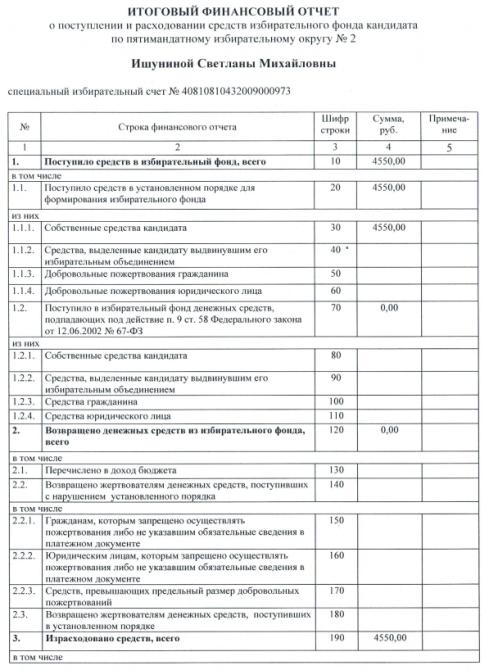 ИТОГОВЫЙ ФИНАНСОВЫЙ ОТЧЕТ
о поступлении и расходовании средств избирательного фонда кандидата
по пятимандатному избирательному округу № 2
Ишуниной Светланы Михайловны
специальный избирательный счет № 40810810432009000973
№ Строка финансового отчета Шифр строки Сумма, руб. Примеча-ние
1 2 3 4 5
1. Поступило средств в избирательный фонд, всего 10 4550,00
в том числе
1.1. Поступило средств в установленном порядке для 20 4550,00
формирования избирательного фонда
из них
1.1.1. Собственные средства кандидата 30 4550,00
1.1.2. Средства, выделенные кандидату выдвинувшим его 40
избирательным объединением
1.1.3. Добровольные пожертвования гражданина 50
1.1.4. Добровольные пожертвования юридического лица 60
1.2. Поступило в избирательный фонд денежных средств, 70 0,00
подпадающих под действие п. 9 ст. 58 Федерального закона
от 12.06.2002 № 67-ФЗ
из них
1.2.1. Собственные средства кандидата 80
1.2.2. Средства, выделенные кандидату выдвинувшим его 90
избирательным объединением
1.2.3. Средства гражданина 100
1.2.4. Средства юридического лица 110
2. Возвращено денежных средств из избирательного фонда, 120 0,00
всего
в том числе
2.1. Перечислено в доход бюджета 130
2.2. Возвращено жертвователям денежных средств, поступивших 140
с нарушением установленного порядка
в том числе
2.2.1. Гражданам, которым запрещено осуществлять 150
пожертвования либо не указавшим обязательные сведения в
платежном документе
2.2.2. Юридическим лицам, которым запрещено осуществлять 160
пожертвования либо не указавшим обязательные сведения в
платежном документе
2.2.3. Средств, превышающих предельный размер добровольных 170
пожертвований
2.3. Возвращено жертвователям денежных средств, поступивших 180
в установленном порядке
3. Израсходовано средств, всего 190 4550,00
в том числе